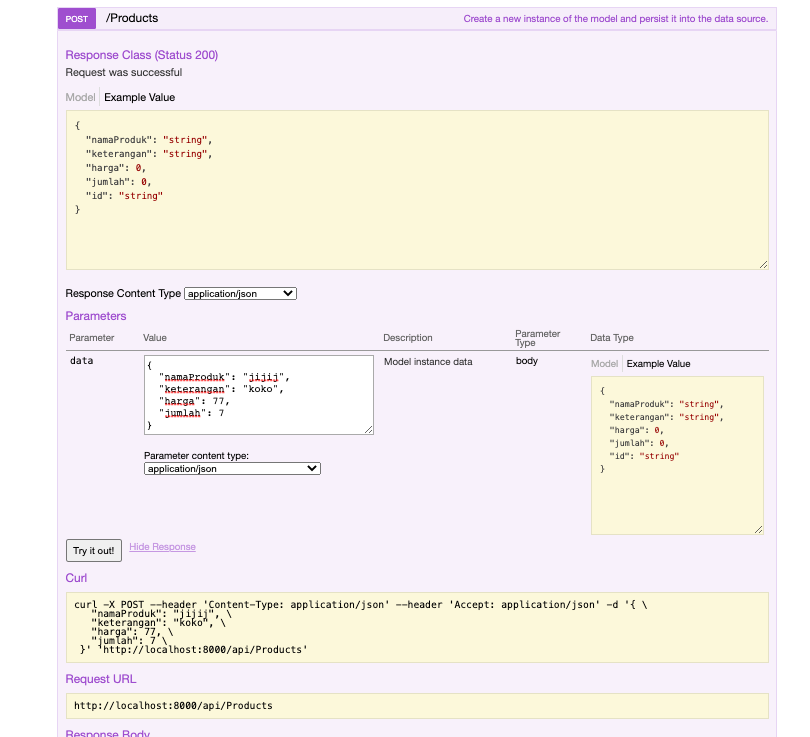 POST /Products Create a new instance of the model and persist it into the data source.
Response Class (Status 200)
Request was successful
Model Example Value
{
  "namaProduk": "string",
  "keterangan": "string",
  "harga": 0,
  "jumlah": 0,
  "id": "string"
}
Response Content Type application/json
Parameters
Parameter Value Description Parameter Type Data Type
data
{
  "namaProduk": "jijij",
  "keterangan": "koko",
  "harga": 77,
  "jumlah": 7
}
Parameter content type:
application/json
Model instance data
body
Model Example Value
{
  "namaProduk": "string",
  "keterangan": "string",
  "harga": 0,
  "jumlah": 0,
  "id": "string"
}
Try it out! Hide Response
Curl
curl -X POST --header 'Content-Type: application/json' --header 'Accept: application/json' -d '{ \
   "namaProduk": "jijij", \
   "keterangan": "koko", \
   "harga": 77, \
   "jumlah": 7 \
 }' 'http://localhost:8000/api/Products'
Request URL
http://localhost:8000/api/Products
Response Body